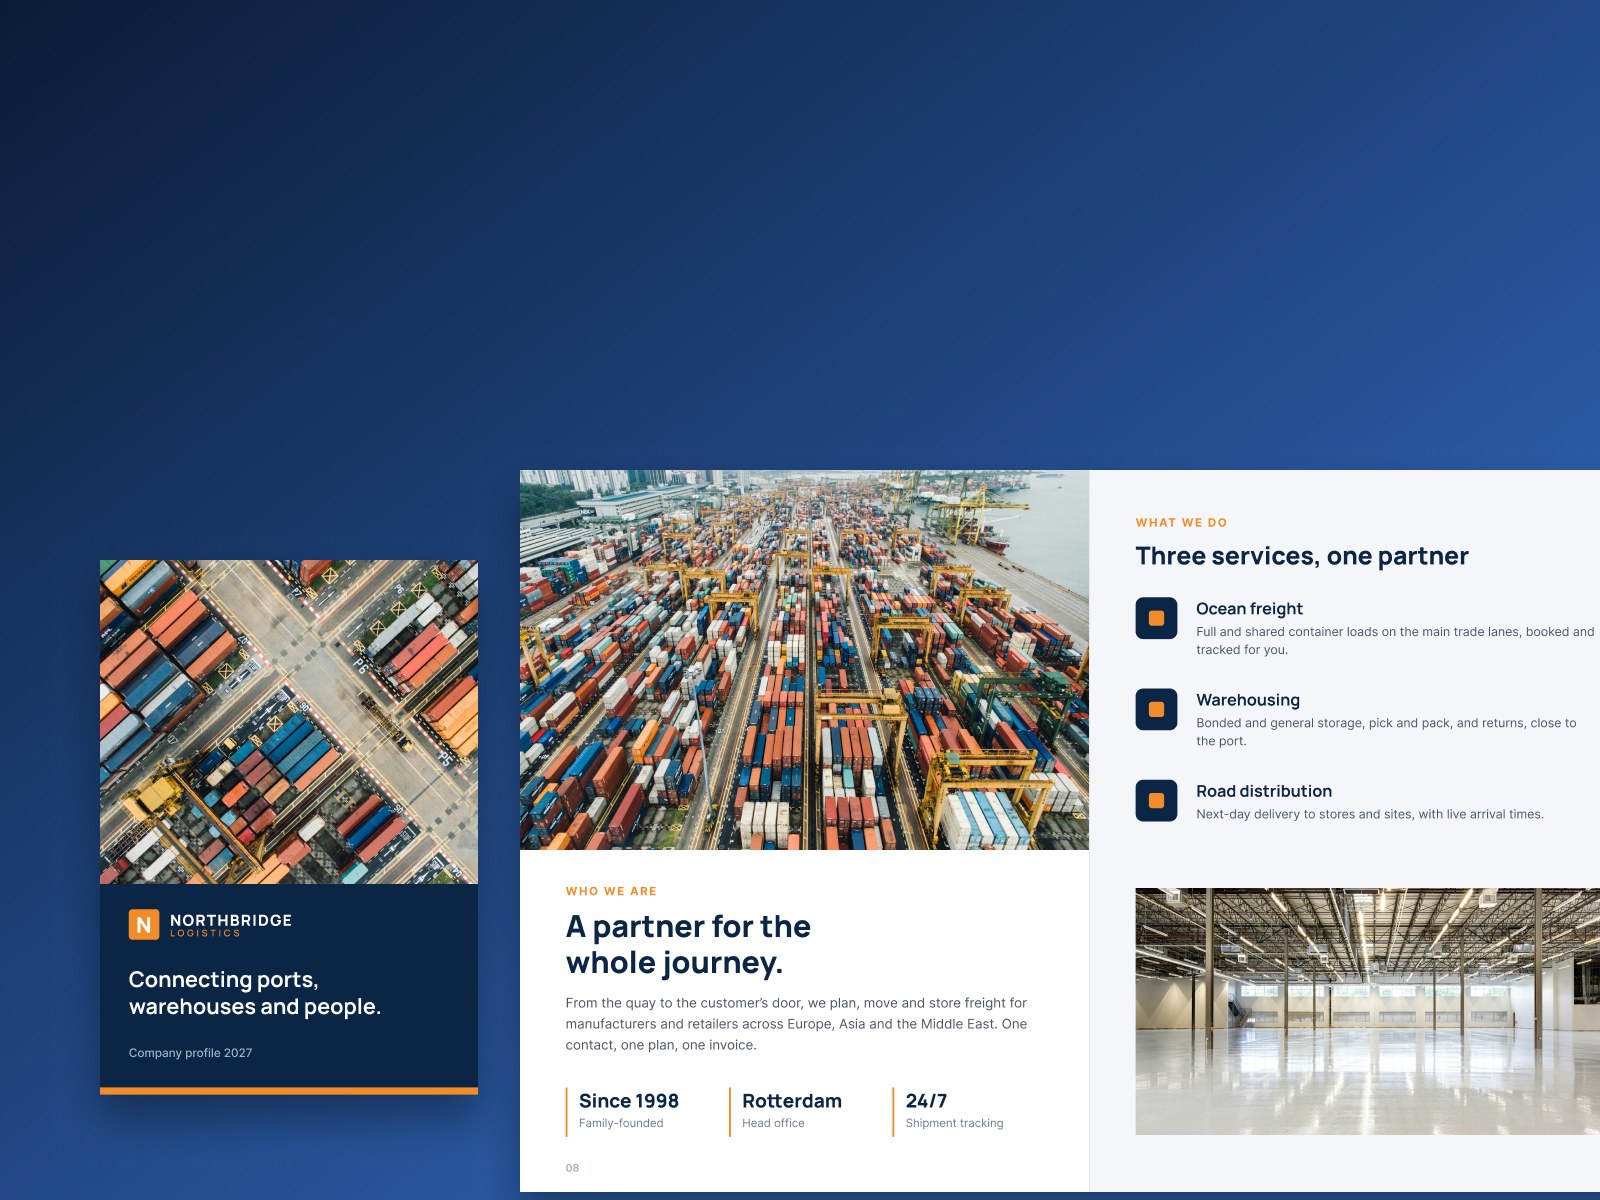 N
NORTHBRIDGE
LOGISTICS
Connecting ports,
warehouses and people.
Company profile 2027
WHO WE ARE
A partner for the
whole journey.
From the quay to the customer’s door, we plan, move and store freight for
manufacturers and retailers across Europe, Asia and the Middle East. One
contact, one plan, one invoice.
Since 1998
Family-founded
Rotterdam
Head office
24/7
Shipment tracking
08
WHAT WE DO
Three services, one partner
Ocean freight
Full and shared container loads on the main trade lanes, booked and
tracked for you.
Warehousing
Bonded and general storage, pick and pack, and returns, close to
the port.
Road distribution
Next-day delivery to stores and sites, with live arrival times.
P6
P5